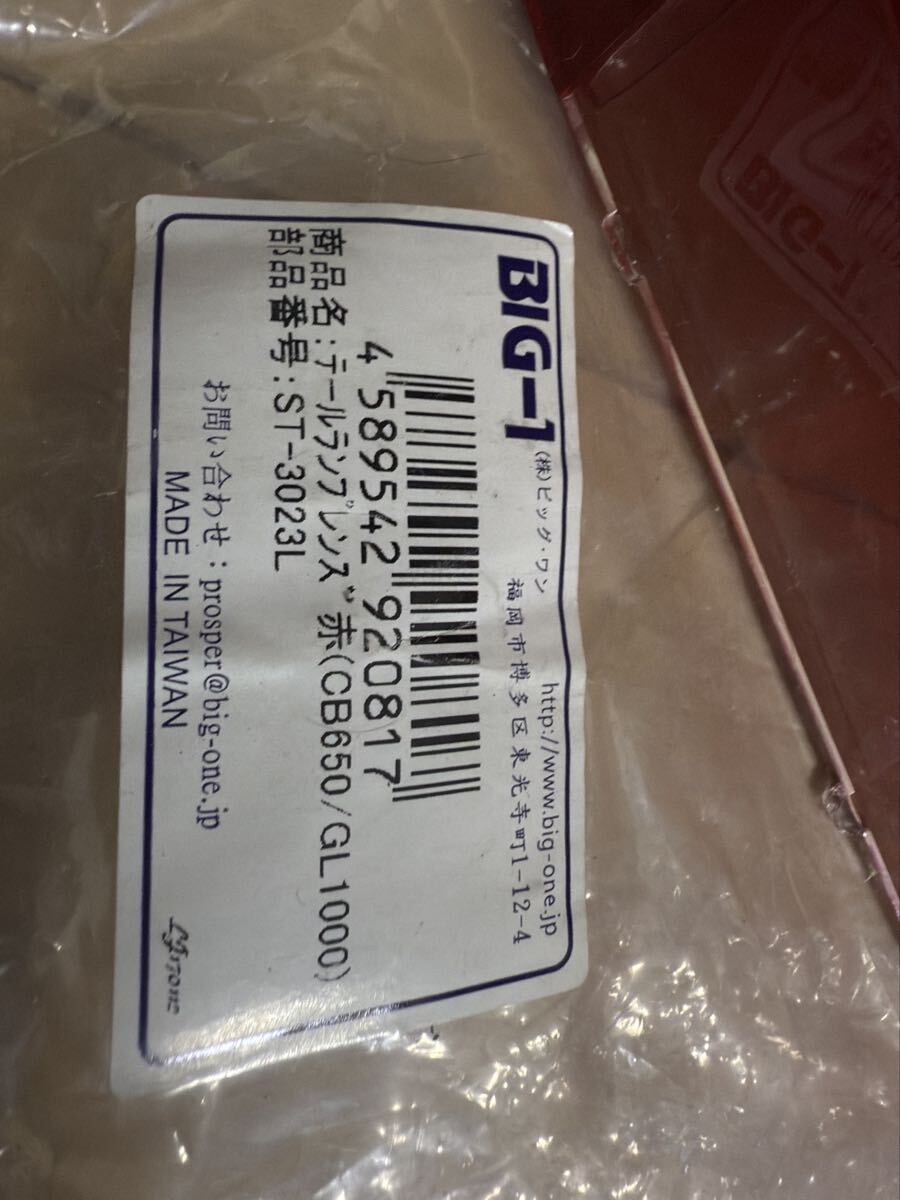 BIG-1
(株)ビッグ・ワン
http://www.big-one.jp
福岡市博多区東光寺町1-12-4
4 589542 920817
商品名:テールランプレンズ 赤(CB650/GL1000)
部品番号:ST-3023L
お問い合わせ:prosper@big-one.jp
MADE IN TAIWAN
BIG-1